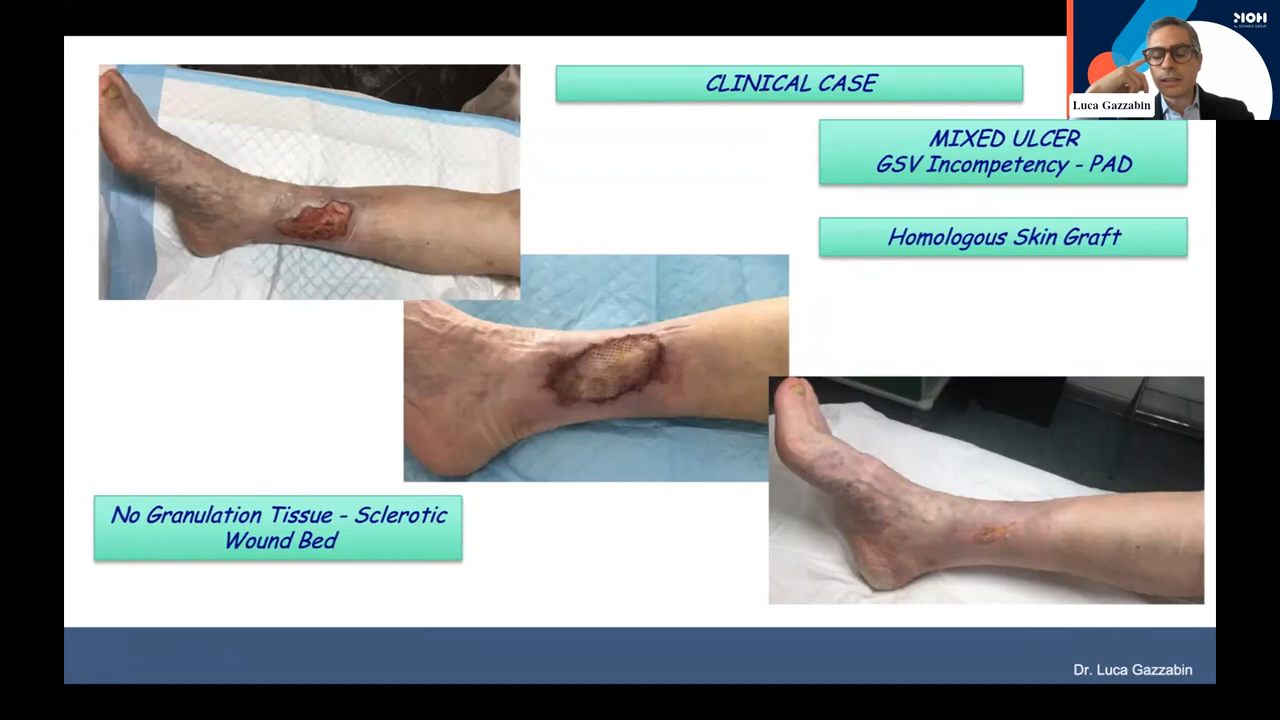 CLINICAL CASE
MOH
Luca Gazzabin
MIXED ULCER
GSV Incompetency - PAD
Homologous Skin Graft
No Granulation Tissue - Sclerotic
Wound Bed
Dr. Luca Gazzabin